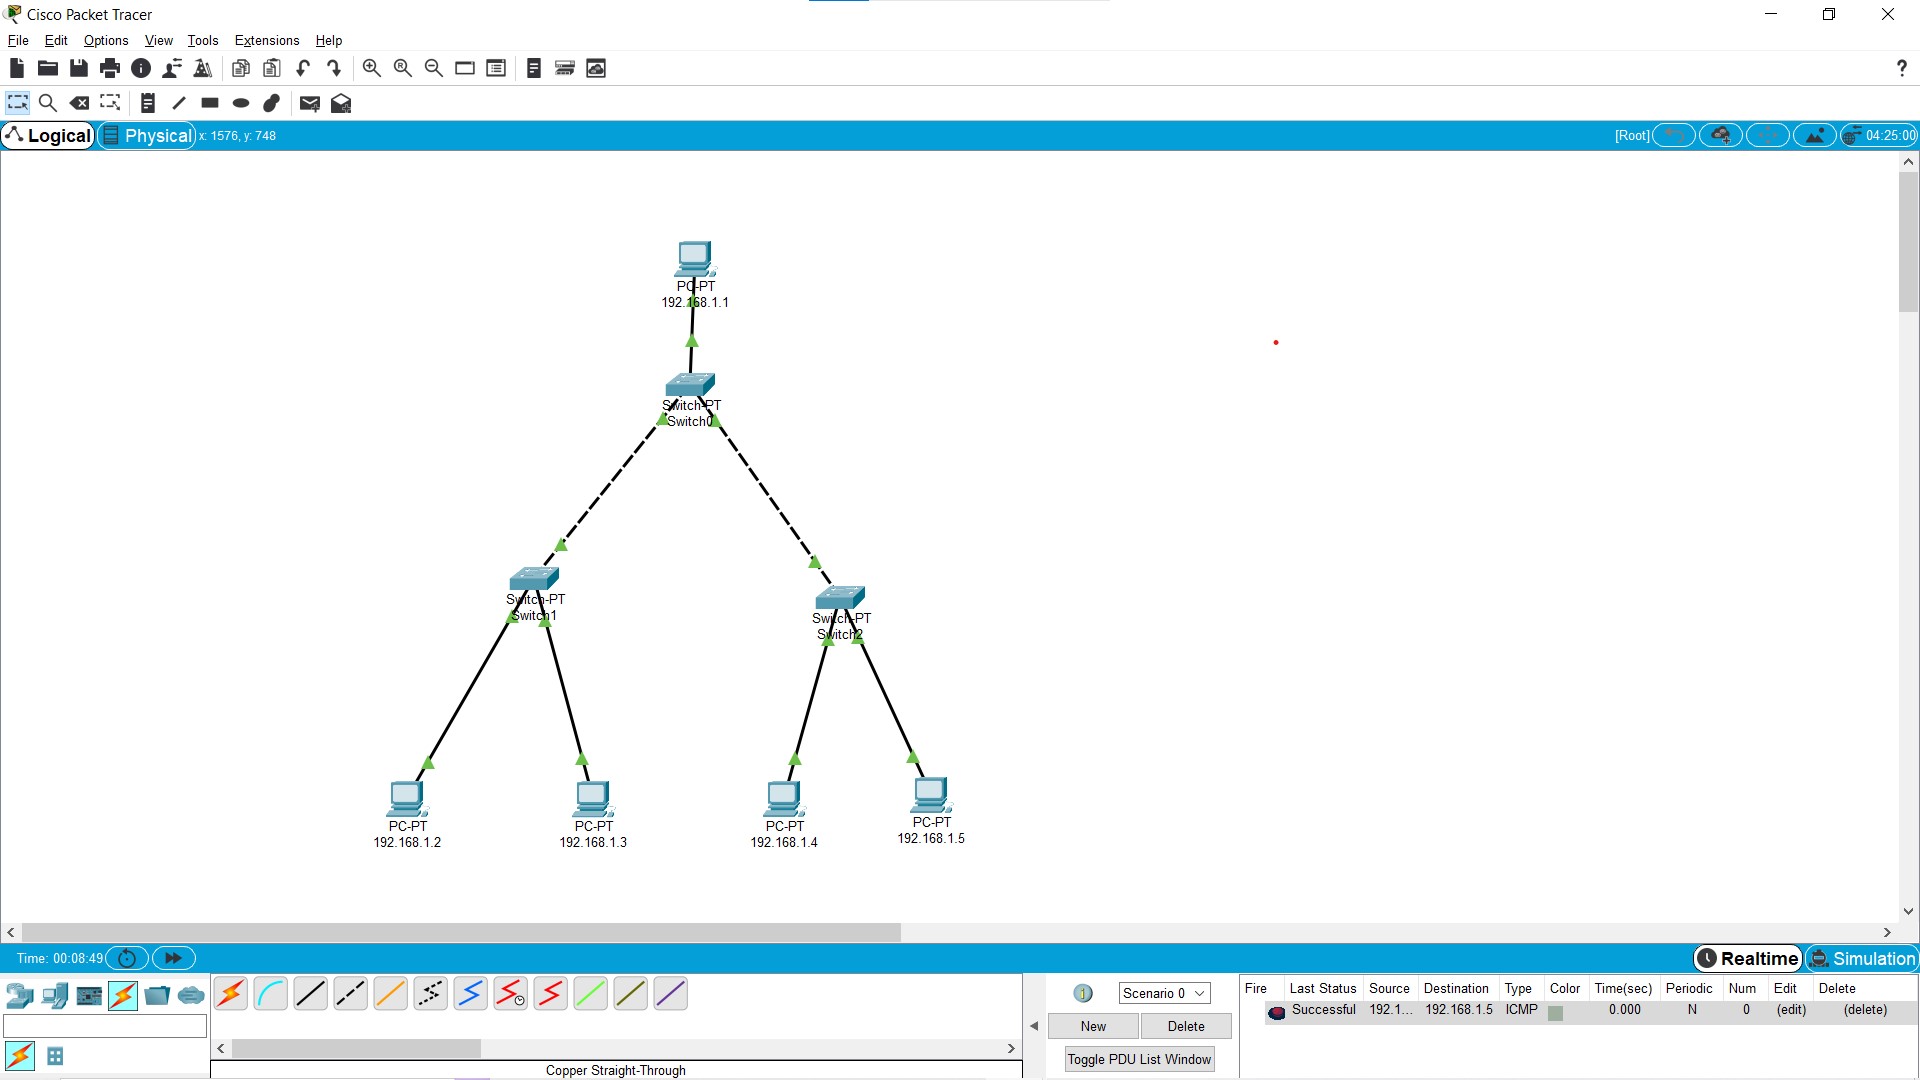 Cisco Packet Tracer
File Edit Options View Tools Extensions Help
?
Logical Physical x: 1576, y: 748 [Root] 04:25:00
PC-PT
192.168.1.1
Switch-PT
Switch0
Switch-PT
Switch1
Switch-PT
Switch2
PC-PT
192.168.1.2
PC-PT
192.168.1.3
PC-PT
192.168.1.4
PC-PT
192.168.1.5
Time: 00:08:49 Realtime Simulation
Scenario 0
New Delete
Toggle PDU List Window
Fire Last Status Source Destination Type Color Time(sec) Periodic Num Edit Delete
Successful 192.1... 192.168.1.5 ICMP 0.000 N 0 (edit) (delete)
Copper Straight-Through